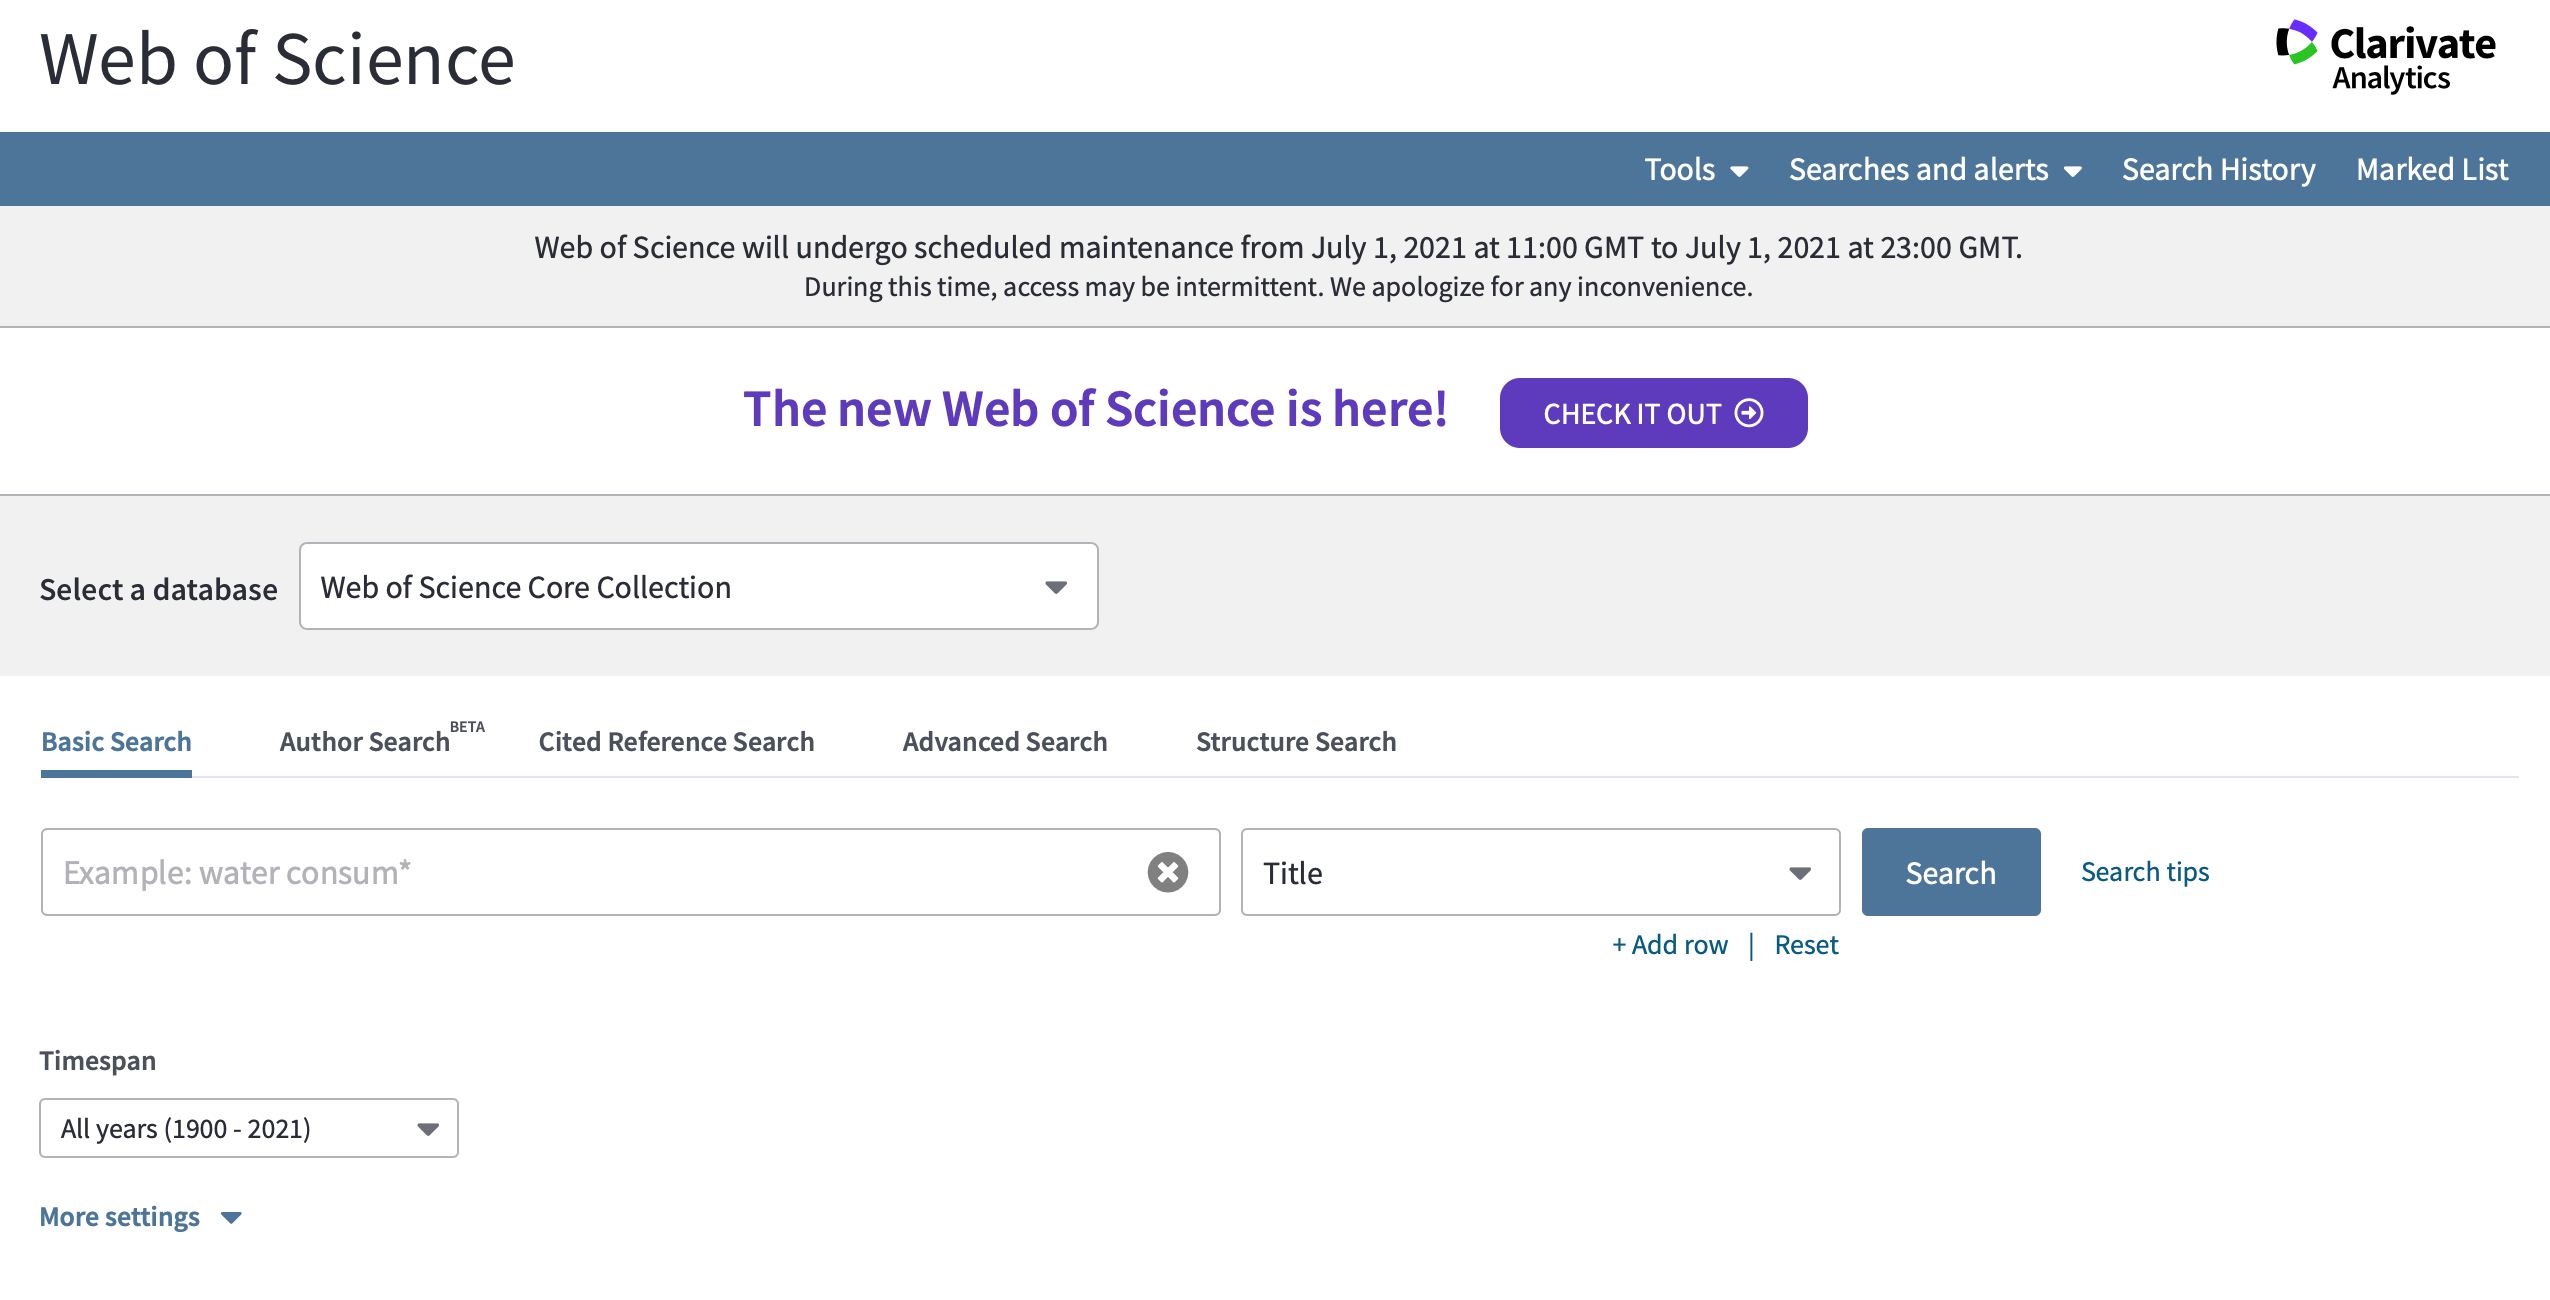 Web of Science
Clarivate
Analytics
Tools Searches and alerts Search History Marked List
Web of Science will undergo scheduled maintenance from July 1, 2021 at 11:00 GMT to July 1, 2021 at 23:00 GMT.
During this time, access may be intermittent. We apologize for any inconvenience.
The new Web of Science is here! CHECK IT OUT
Select a database Web of Science Core Collection
Basic Search Author Search BETA Cited Reference Search Advanced Search Structure Search
Example: water consum* Title Search Search tips
+ Add row | Reset
Timespan
All years (1900 - 2021)
More settings